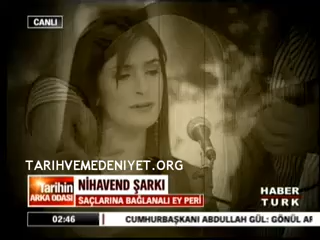 CANLI
TARIHVEMEDENIYET.ORG
Tarihin
ARKA ODASI
NİHAVEND ŞARKI
SAÇLARINA BAĞLANALI EY PERİ
HABER
TURK
02:46
CUMHURBAŞKANI ABDULLAH GÜL: GÖNÜL AF